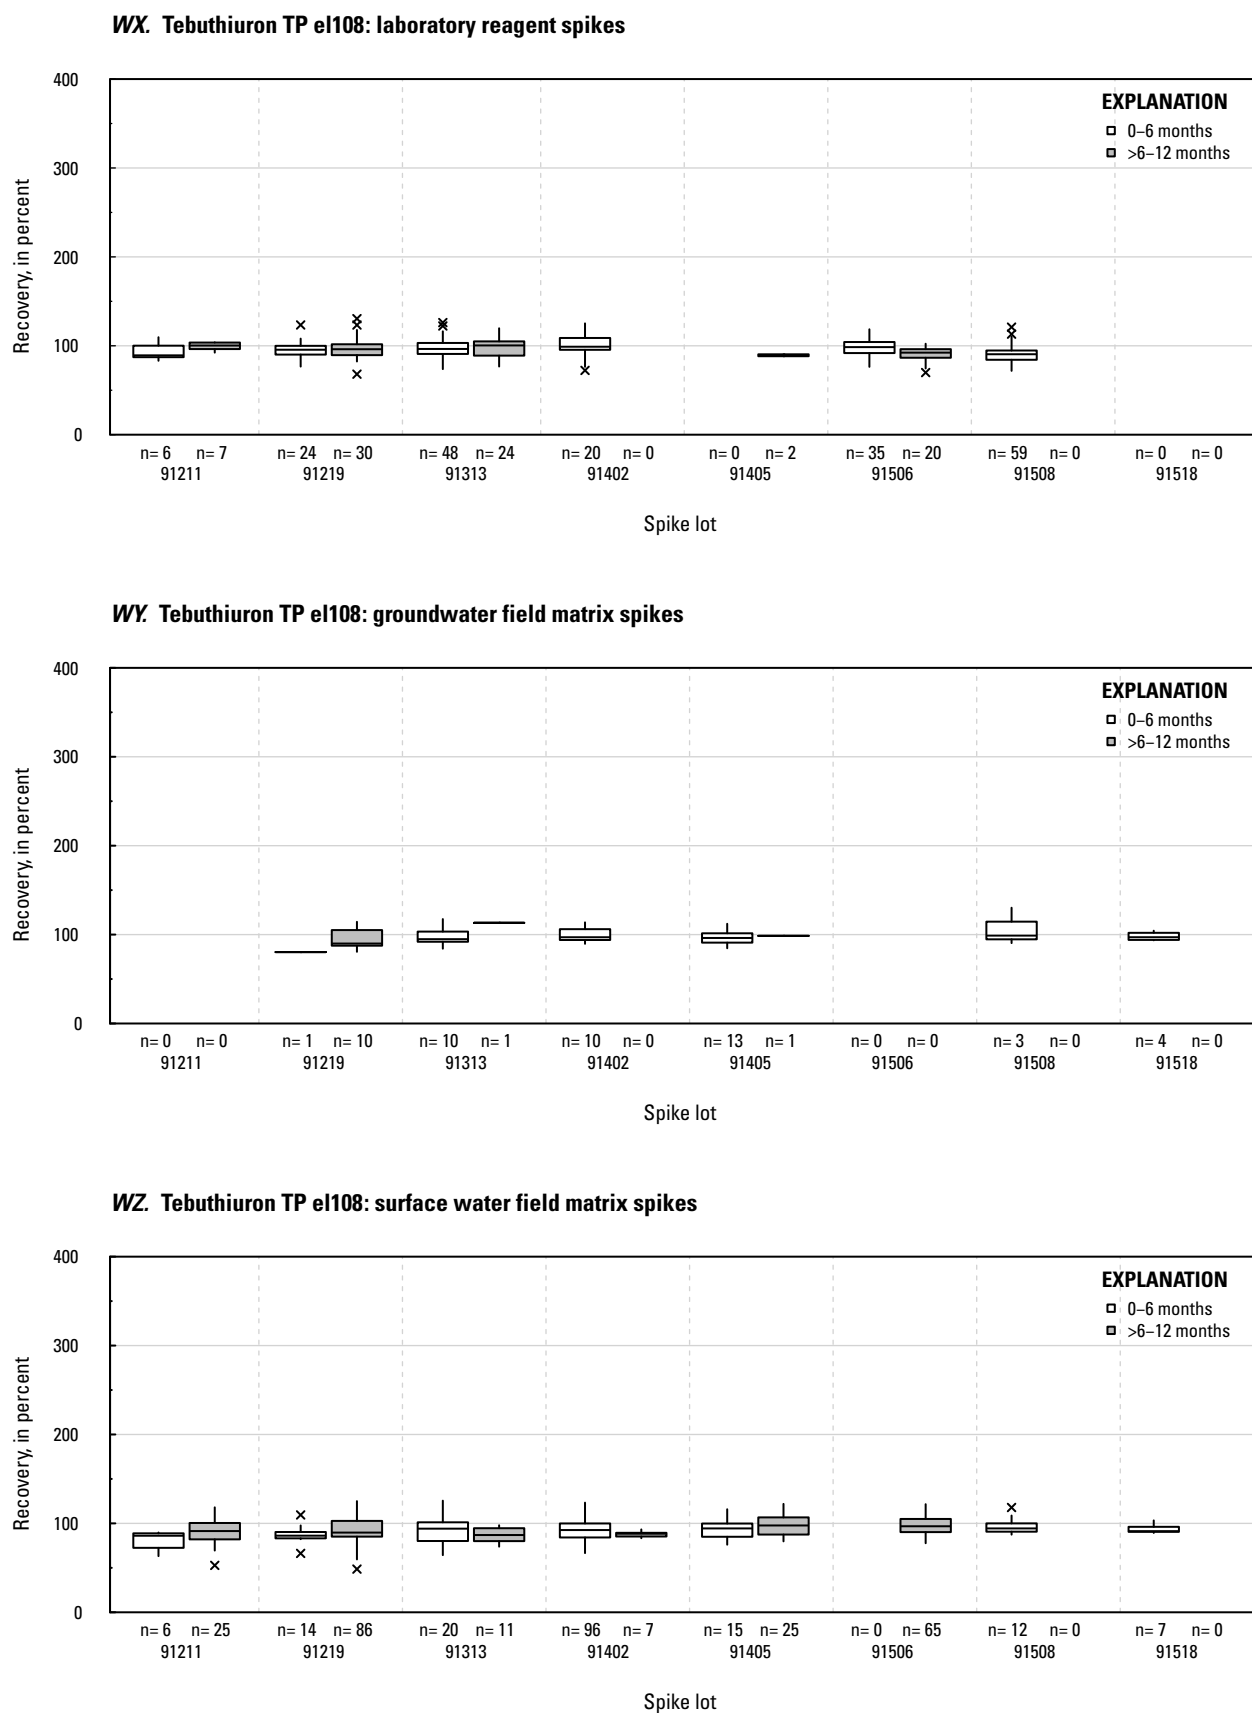 WX. Tebuthiuron TP el108: laboratory reagent spikes
400
EXPLANATION
0–6 months
>6–12 months
300
200
100
0
Recovery, in percent
n= 6 n= 7 n= 24 n= 30 n= 48 n= 24 n= 20 n= 0 n= 0 n= 2 n= 35 n= 20 n= 59 n= 0 n= 0 n= 0
91211 91219 91313 91402 91405 91506 91508 91518
Spike lot
WY. Tebuthiuron TP el108: groundwater field matrix spikes
400
EXPLANATION
0–6 months
>6–12 months
300
200
100
0
Recovery, in percent
n= 0 n= 0 n= 1 n= 10 n= 10 n= 1 n= 10 n= 0 n= 13 n= 1 n= 0 n= 0 n= 3 n= 0 n= 4 n= 0
91211 91219 91313 91402 91405 91506 91508 91518
Spike lot
WZ. Tebuthiuron TP el108: surface water field matrix spikes
400
EXPLANATION
0–6 months
>6–12 months
300
200
100
0
Recovery, in percent
n= 6 n= 25 n= 14 n= 86 n= 20 n= 11 n= 96 n= 7 n= 15 n= 25 n= 0 n= 65 n= 12 n= 0 n= 7 n= 0
91211 91219 91313 91402 91405 91506 91508 91518
Spike lot